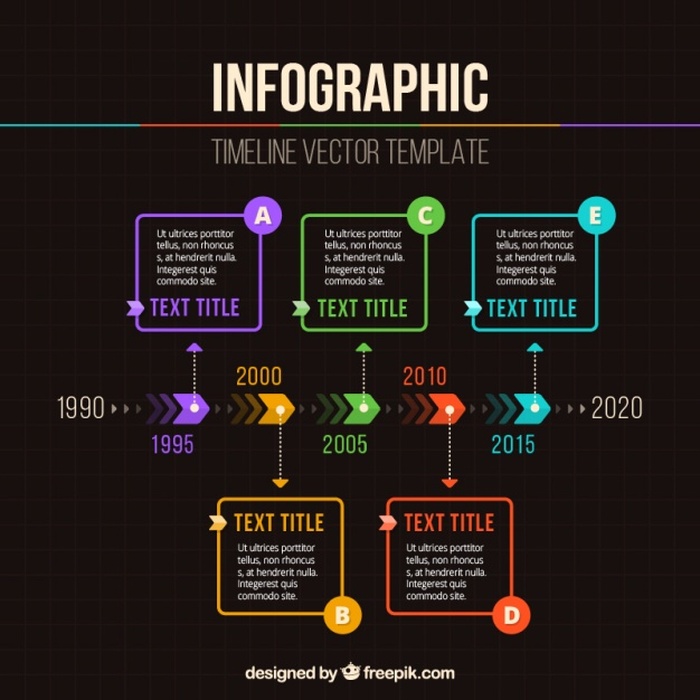 INFOGRAPHIC
TIMELINE VECTOR TEMPLATE
A
Ut ultrices porttitor
tellus, non rhoncus
s, at hendrerit nulla.
Integerest quis
commodo site.
TEXT TITLE
C
Ut ultrices porttitor
tellus, non rhoncus
s, at hendrerit nulla.
Integerest quis
commodo site.
TEXT TITLE
E
Ut ultrices porttitor
tellus, non rhoncus
s, at hendrerit nulla.
Integerest quis
commodo site.
TEXT TITLE
1990
1995
2000
2005
2010
2015
2020
TEXT TITLE
Ut ultrices porttitor
tellus, non rhoncus
s, at hendrerit nulla.
Integerest quis
commodo site.
B
TEXT TITLE
Ut ultrices porttitor
tellus, non rhoncus
s, at hendrerit nulla.
Integerest quis
commodo site.
D
designed by freepik.com